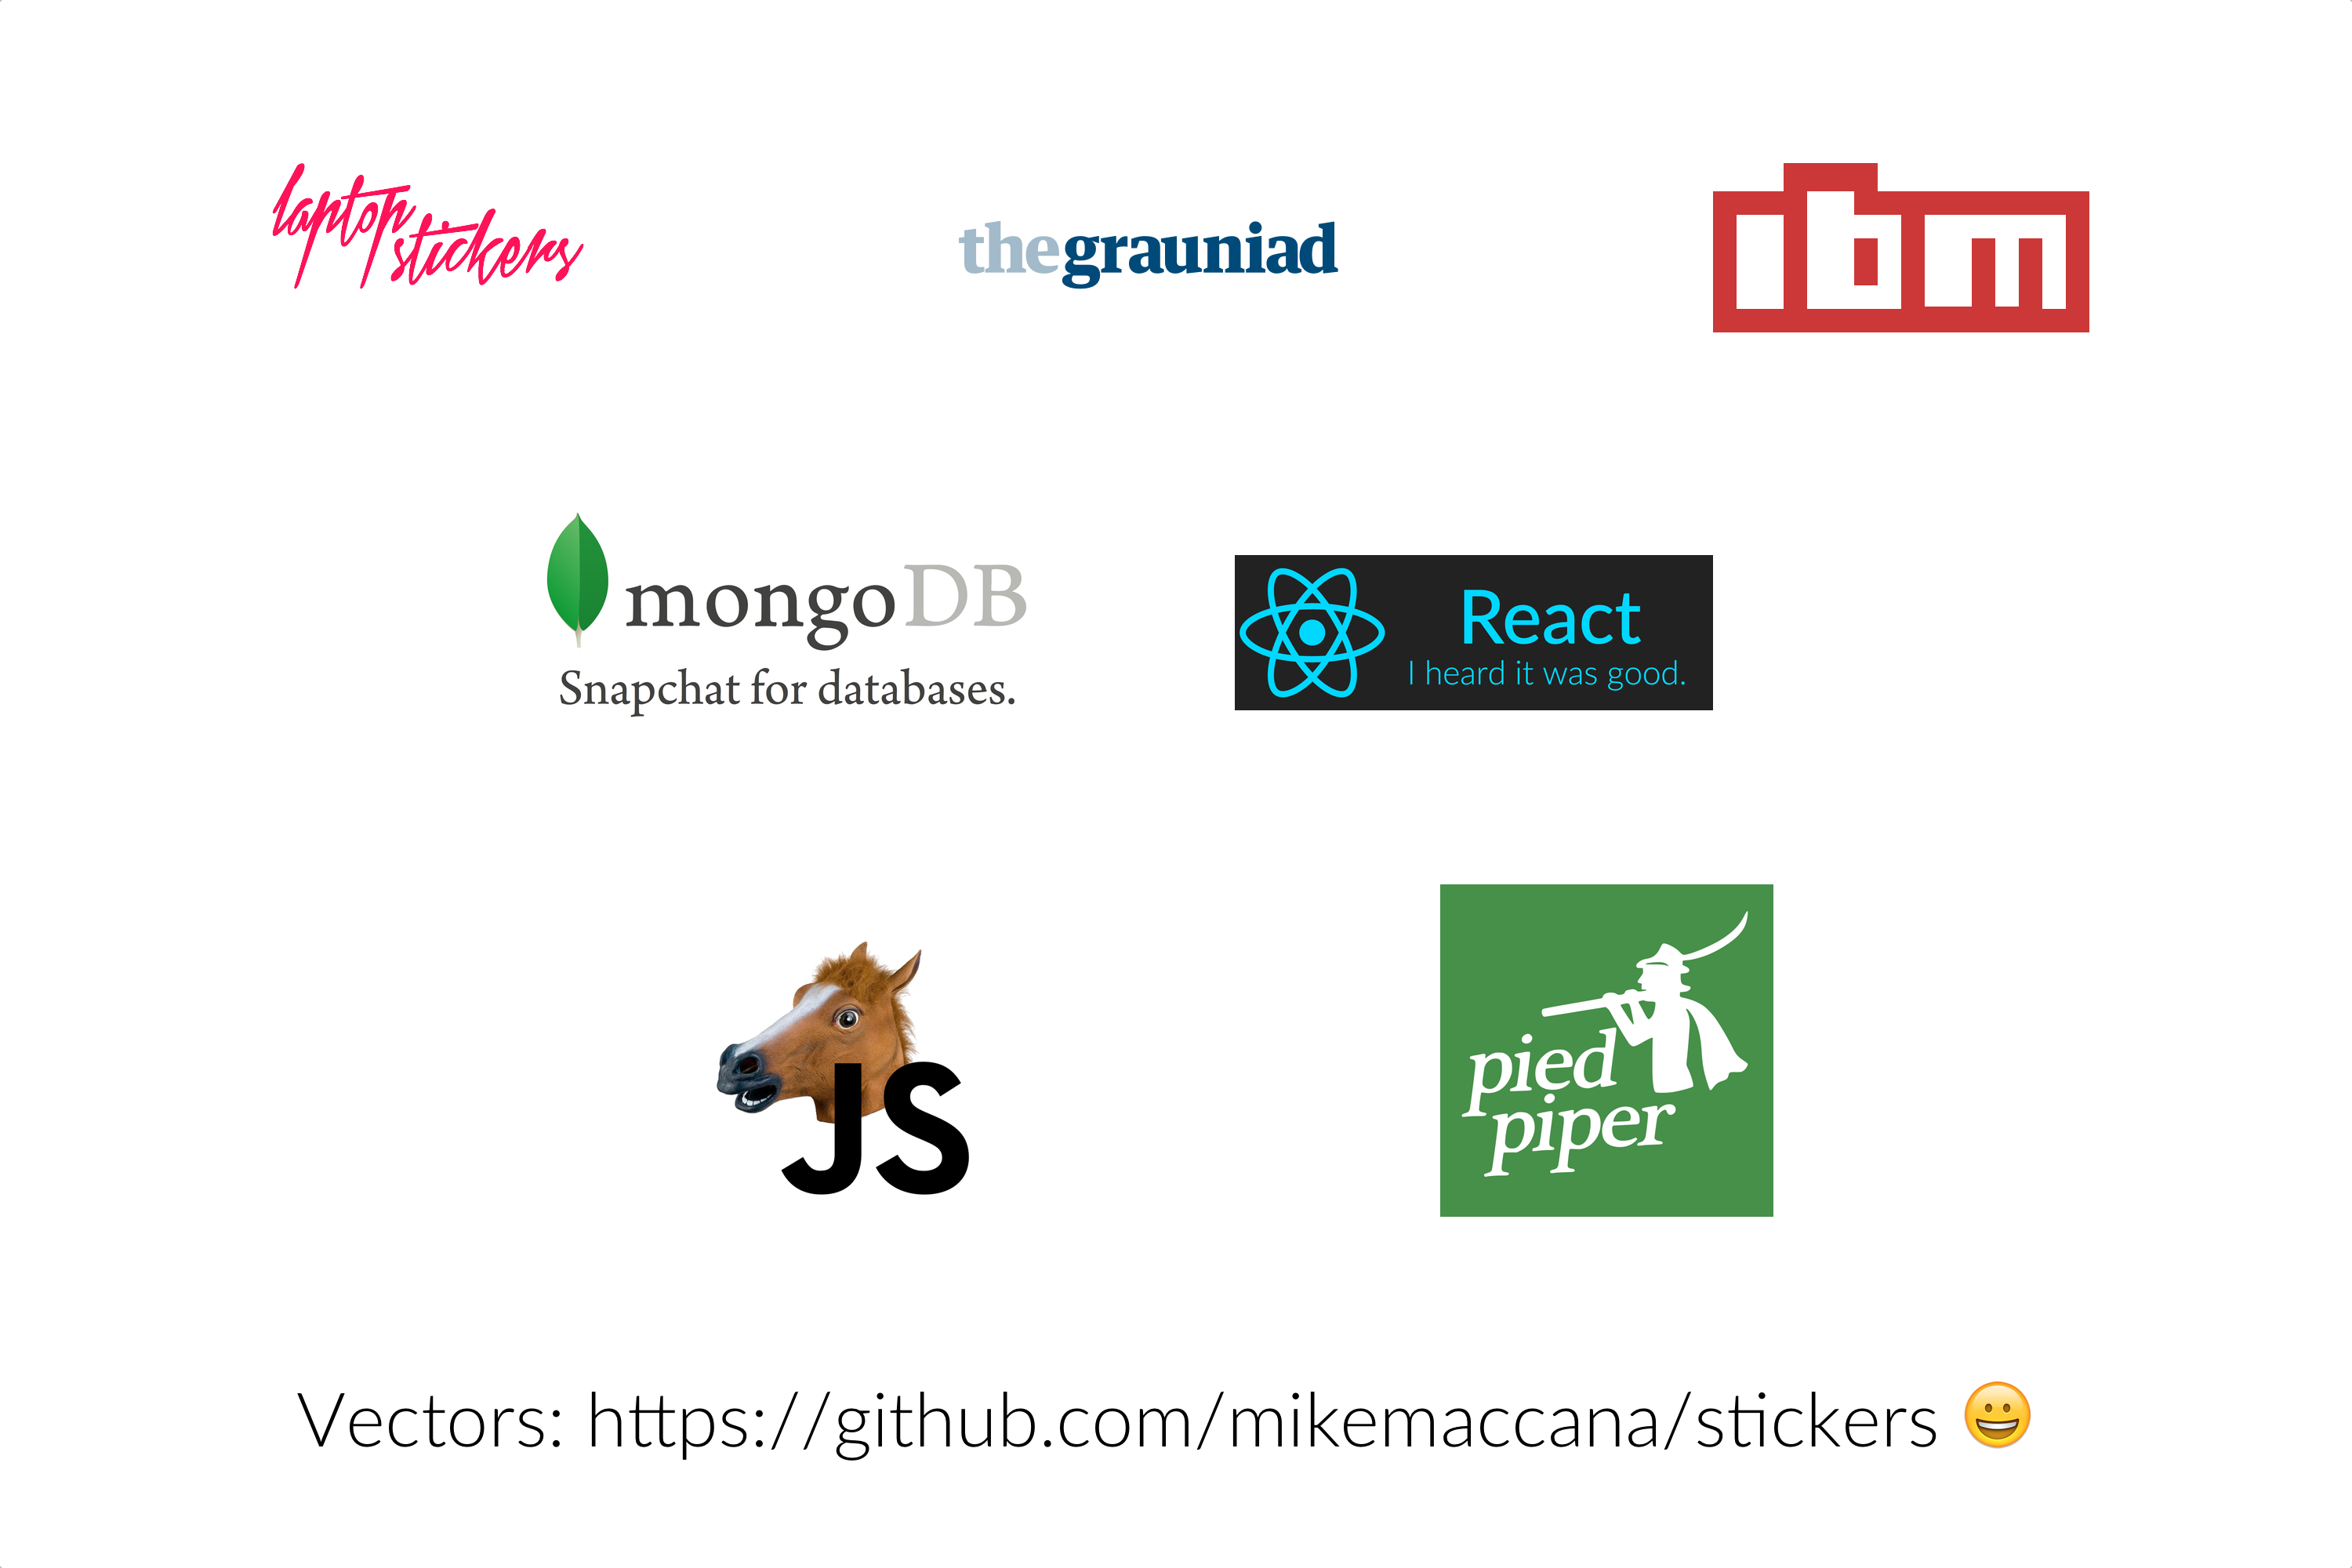 laptop
stickers
thegrauniad
ibm
mongoDB
Snapchat for databases.
React
I heard it was good.
JS
pied
piper
Vectors: https://github.com/mikemaccana/stickers 😀